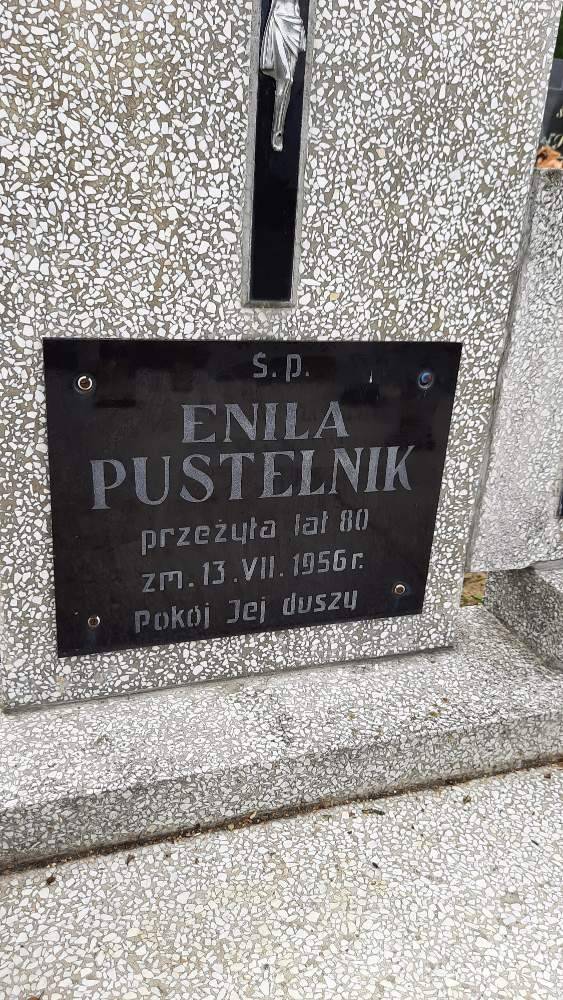 Ś. P.
ENILA
PUSTELNIK
przeżyła lat 80
zm. 13. VII. 1956 r.
Pokój Jej duszy